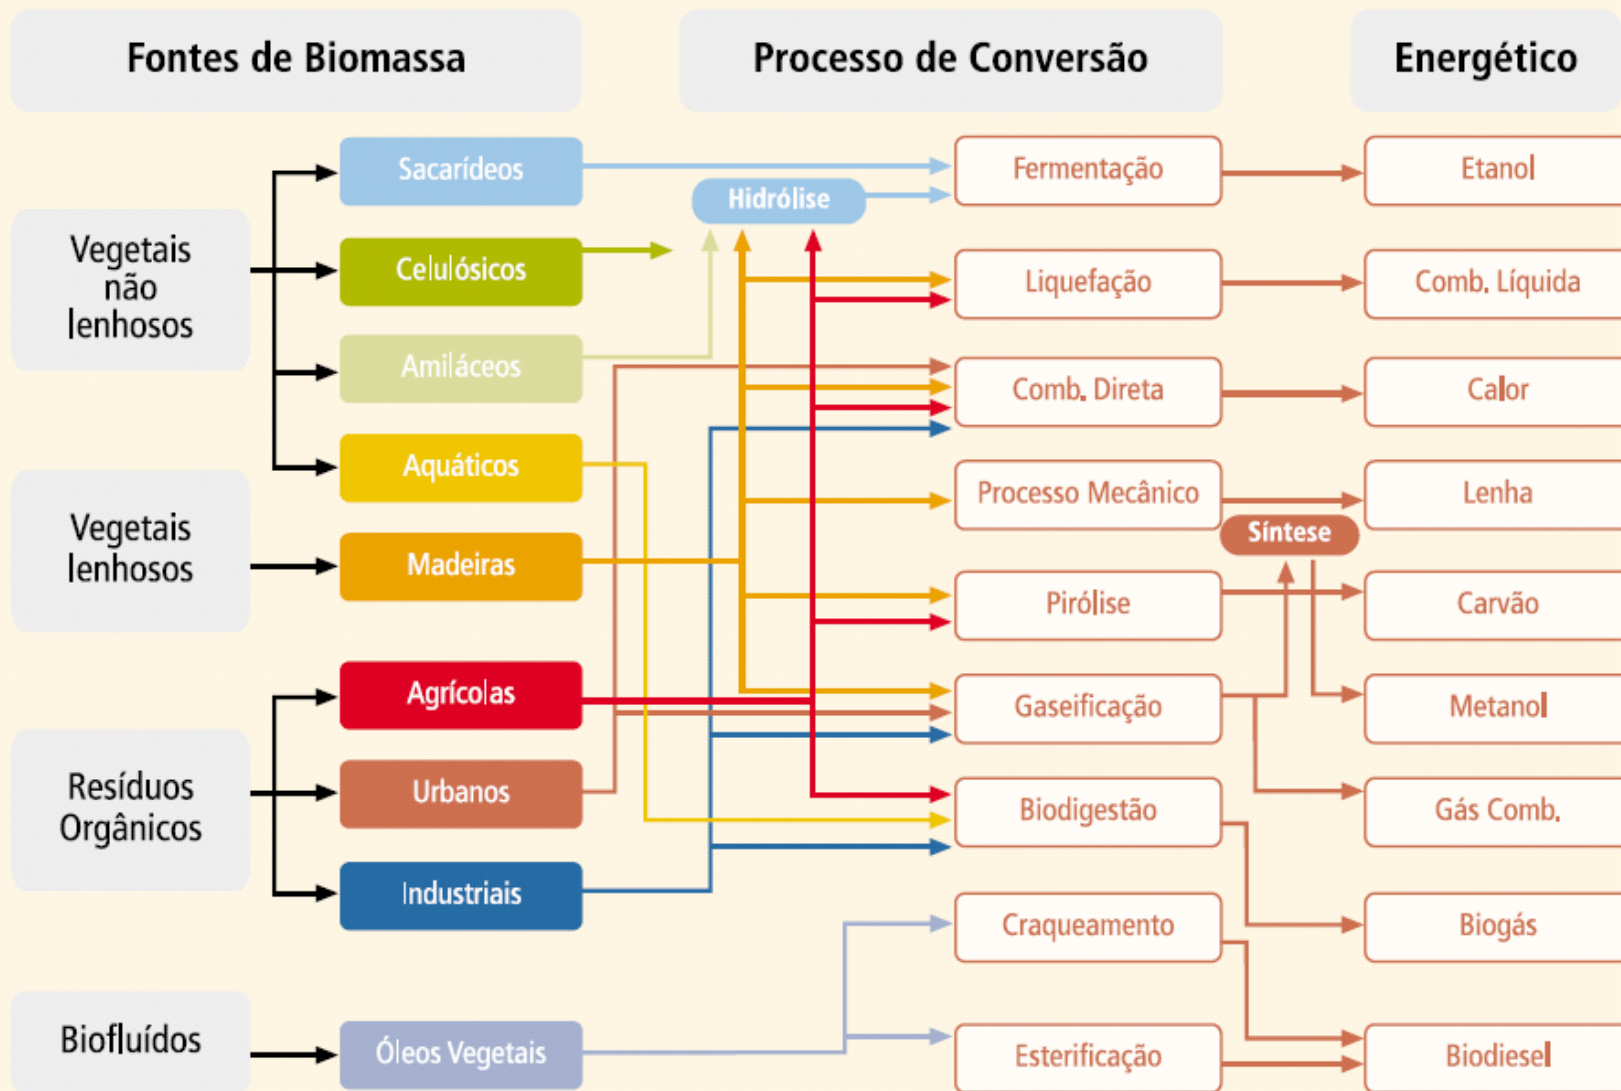 Fontes de Biomassa
Processo de Conversão
Energético
Vegetais
não
lenhosos
Vegetais
lenhosos
Resíduos
Orgânicos
Biofluídos
Sacarídeos
Celulósicos
Amiláceos
Aquáticos
Madeiras
Agrícolas
Urbanos
Industriais
Óleos Vegetais
Hidrólise
Fermentação
Liquefação
Comb. Direta
Processo Mecânico
Pirólise
Gaseificação
Biodigestão
Craqueamento
Esterificação
Síntese
Etanol
Comb. Líquida
Calor
Lenha
Carvão
Metanol
Gás Comb.
Biogás
Biodiesel